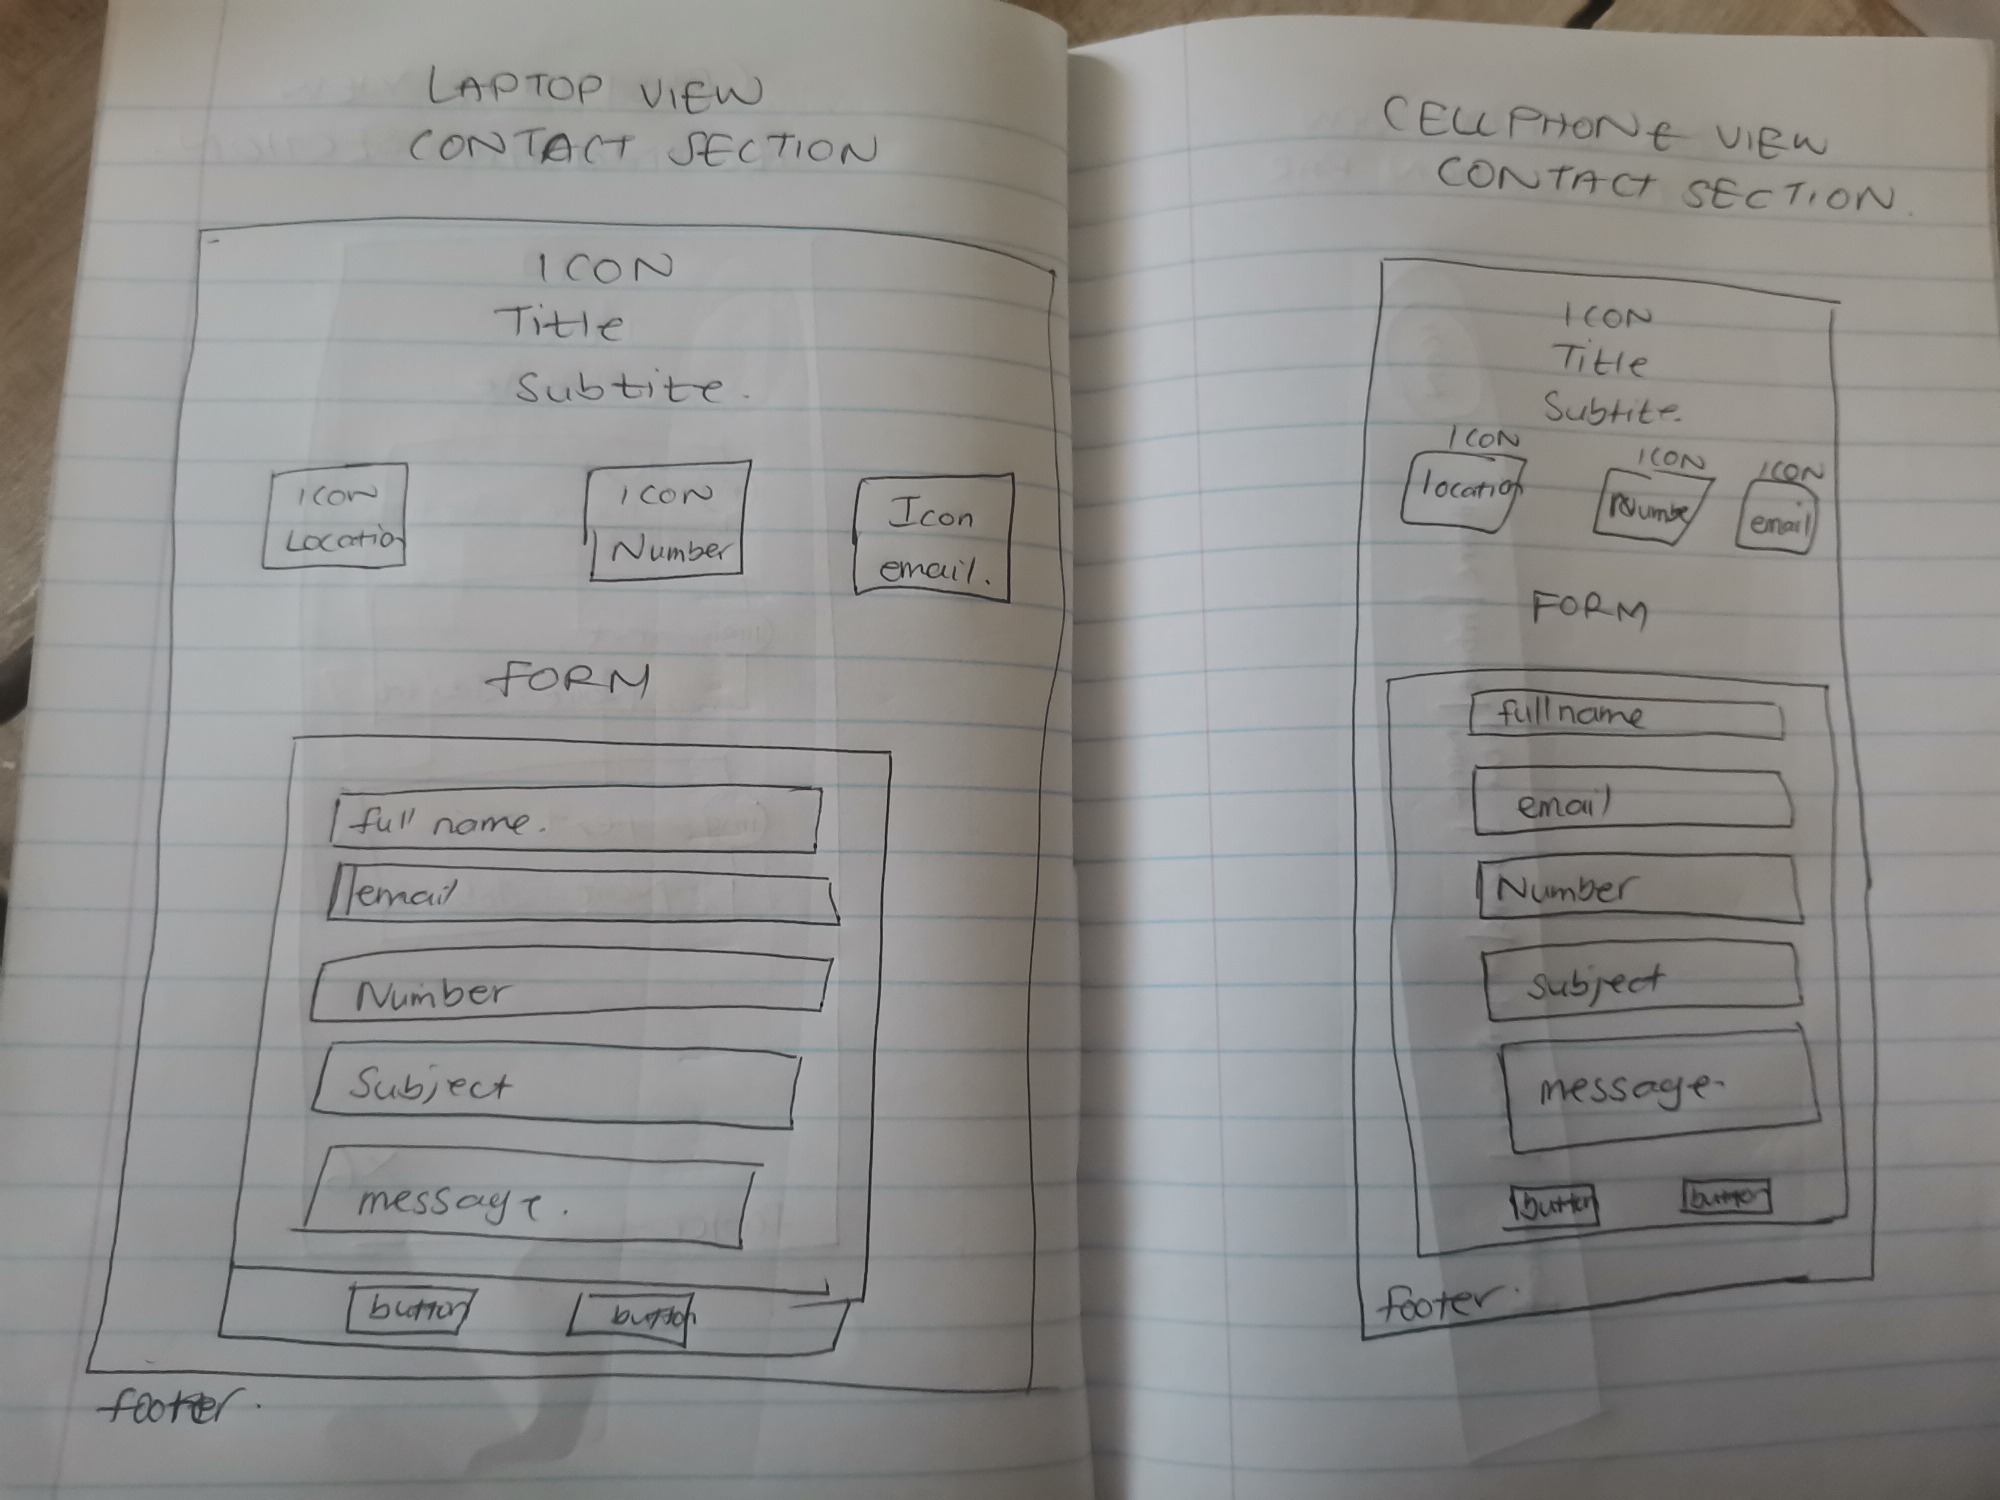 LAPTOP VIEW
CONTACT SECTION
ICON
Title
Subtite.
ICON
Location
ICON
Number
Icon
email.
FORM
full name.
email
Number
Subject
message.
button
button
footer.
CELLPHONE VIEW
CONTACT SECTION.
ICON
Title
Subtite.
ICON
location
ICON
Number
ICON
email
FORM
fullname
email
Number
Subject
message.
button
button
footer.